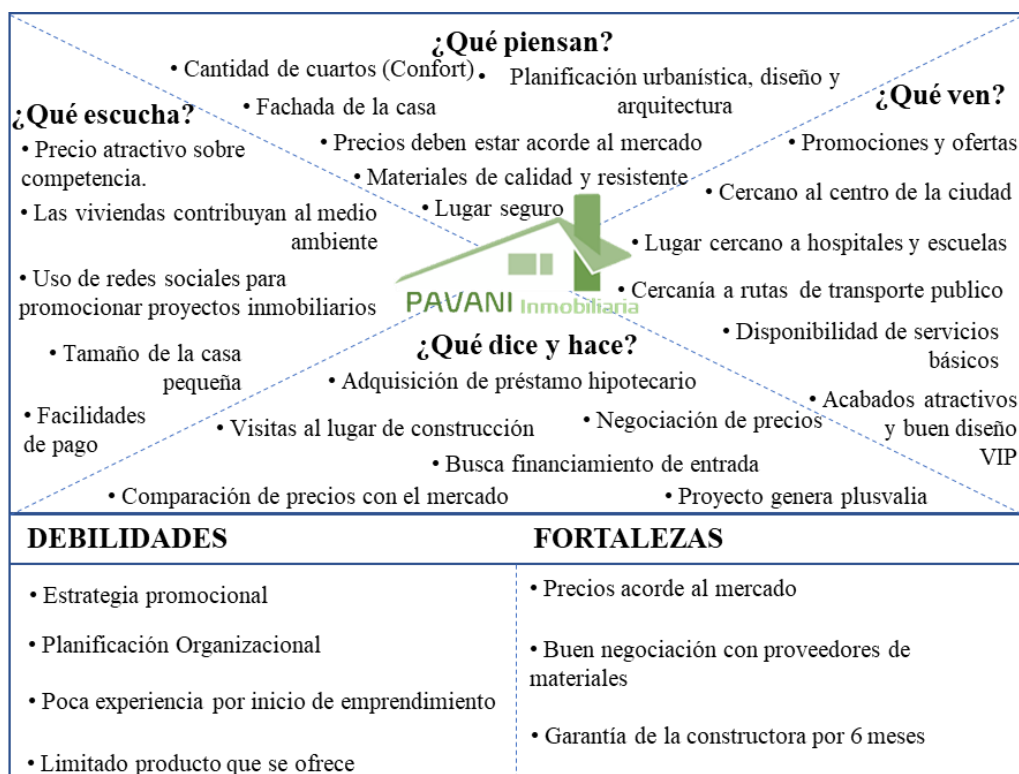 ¿Qué piensan?
• Cantidad de cuartos (Confort)
• Planificación urbanística, diseño y
arquitectura
• Fachada de la casa
• Precios deben estar acorde al mercado
• Materiales de calidad y resistente
• Lugar seguro
¿Qué escucha?
• Precio atractivo sobre
competencia.
• Las viviendas contribuyan al medio
ambiente
• Uso de redes sociales para
promocionar proyectos inmobiliarios
• Tamaño de la casa
pequeña
• Facilidades
de pago
¿Qué ven?
• Promociones y ofertas
• Cercano al centro de la ciudad
• Lugar cercano a hospitales y escuelas
• Cercanía a rutas de transporte publico
• Disponibilidad de servicios
básicos
• Acabados atractivos
y buen diseño
VIP
PAVANI Inmobiliaria
¿Qué dice y hace?
• Adquisición de préstamo hipotecario
• Visitas al lugar de construcción
• Negociación de precios
• Busca financiamiento de entrada
• Comparación de precios con el mercado
• Proyecto genera plusvalia
DEBILIDADES
• Estrategia promocional
• Planificación Organizacional
• Poca experiencia por inicio de emprendimiento
• Limitado producto que se ofrece
FORTALEZAS
• Precios acorde al mercado
• Buen negociación con proveedores de
materiales
• Garantía de la constructora por 6 meses